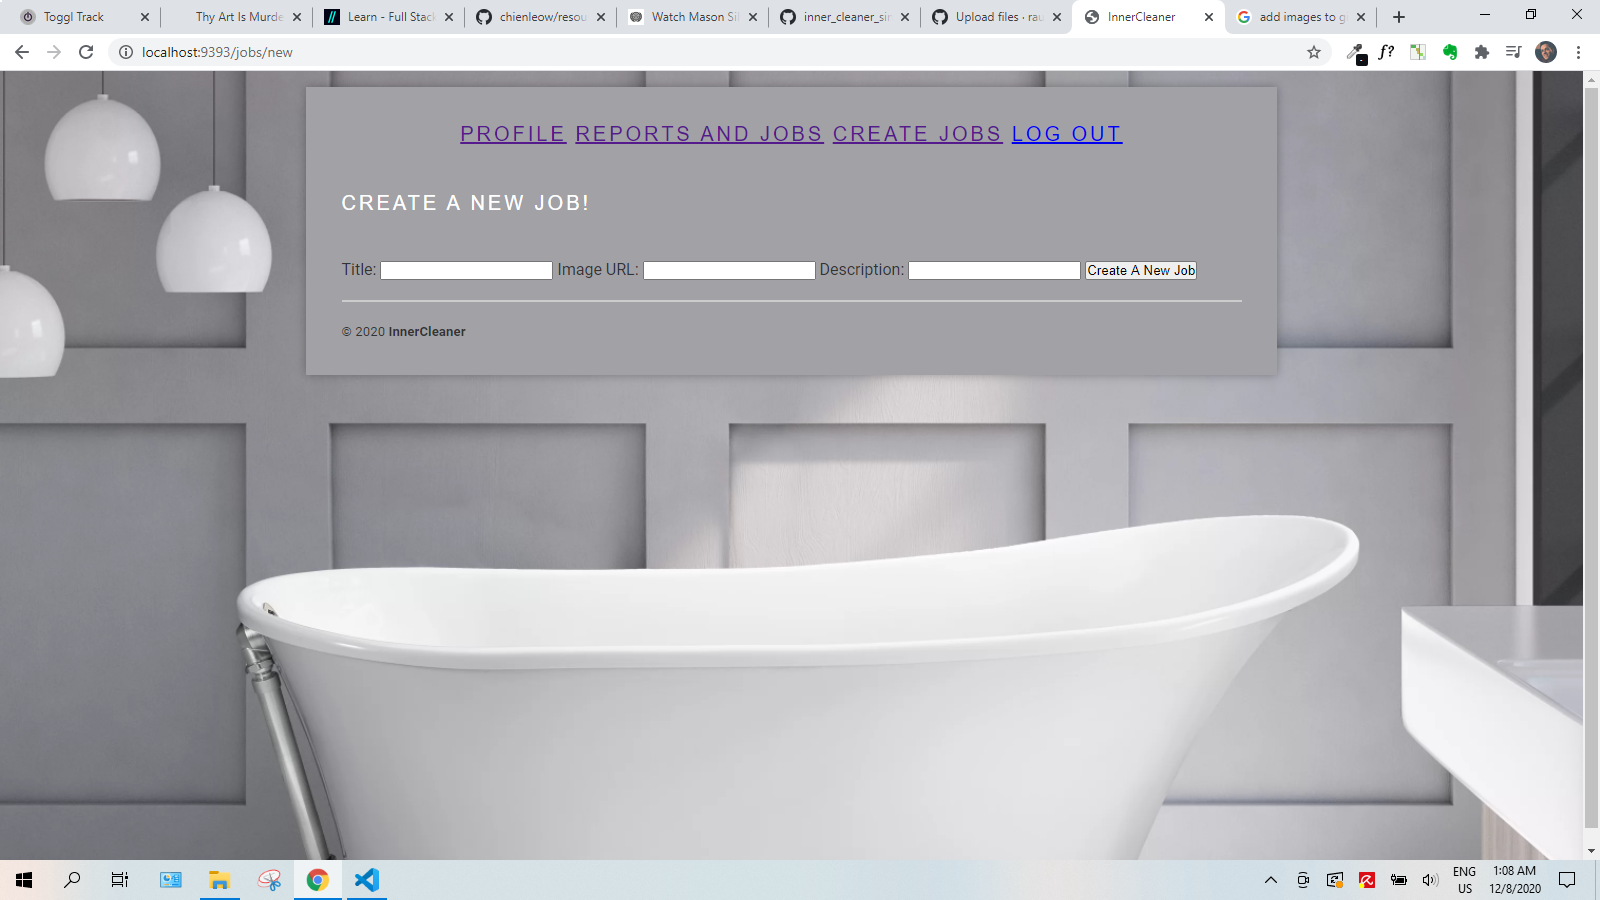 Toggl Track
Thy Art Is Murde
Learn - Full Stack
chienleow/resou
Watch Mason Sil
inner_cleaner_sin
Upload files · rau
InnerCleaner
add images to g
localhost:9393/jobs/new
f?
PROFILE REPORTS AND JOBS CREATE JOBS LOG OUT
CREATE A NEW JOB!
Title: Image URL: Description: Create A New Job
© 2020 InnerCleaner
ENG
US
1:08 AM
12/8/2020